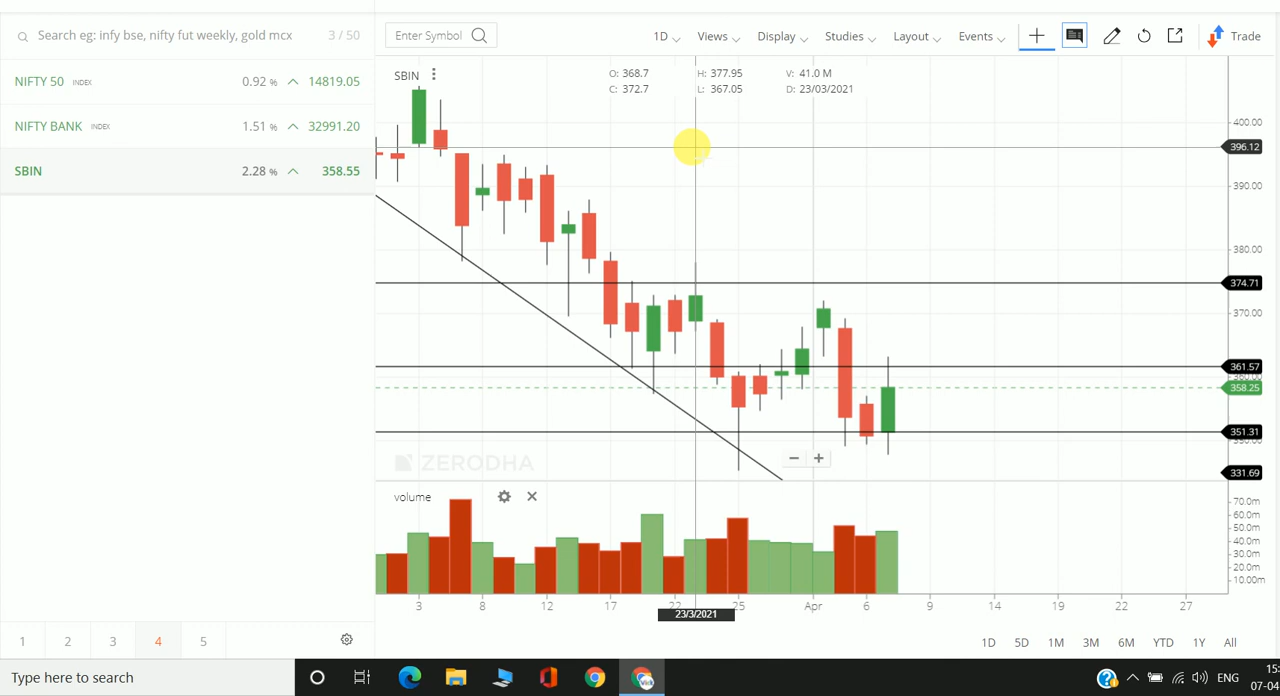 Search eg: infy bse, nifty fut weekly, gold mcx 3 / 50
NIFTY 50 INDEX 0.92 % 14819.05
NIFTY BANK INDEX 1.51 % 32991.20
SBIN 2.28 % 358.55
1 2 3 4 5
Enter Symbol 1D Views Display Studies Layout Events Trade
SBIN
O: 368.7 H: 377.95 V: 41.0 M
C: 372.7 L: 367.05 D: 23/03/2021
400.00
396.12
390.00
380.00
374.71
370.00
361.57
358.25
351.31
331.69
ZERODHA
volume
70.0m
60.0m
50.0m
40.0m
30.0m
20.0m
10.00m
3 8 12 17 22 25 Apr 6 9 14 19 22 27
23/3/2021
1D 5D 1M 3M 6M YTD 1Y All
Type here to search
ENG
07-04